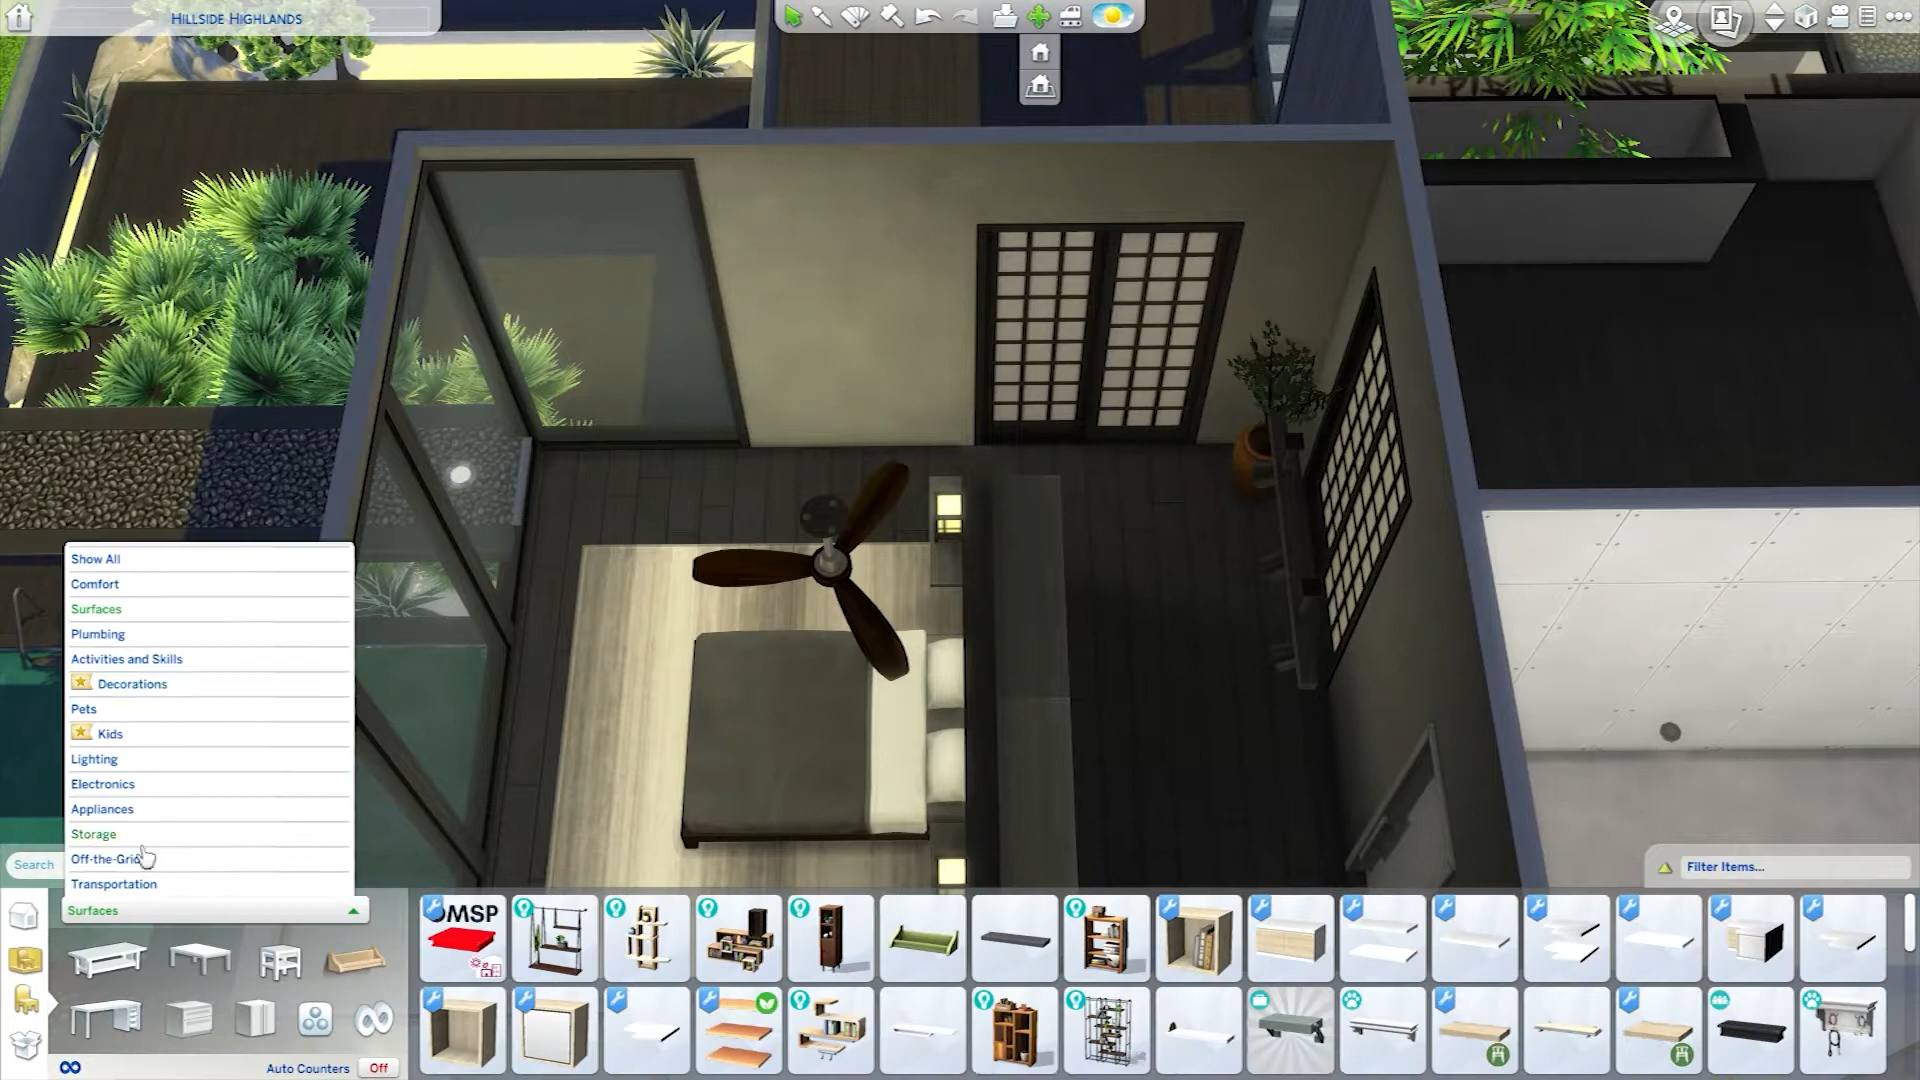 Hillside Highlands
Show All
Comfort
Surfaces
Plumbing
Activities and Skills
Decorations
Pets
Kids
Lighting
Electronics
Appliances
Storage
Off-the-Grid
Transportation
Search
Surfaces
Filter Items...
OMSP
Auto Counters
Off